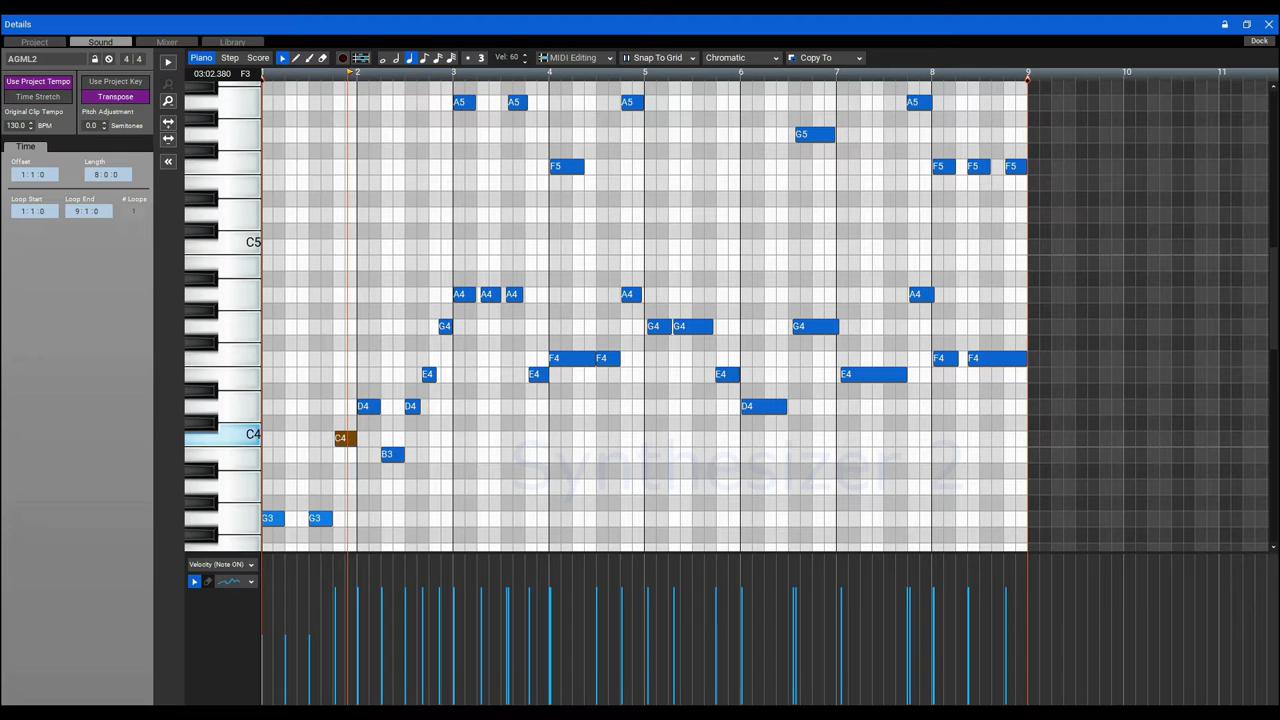 Details
Project Sound Mixer Library Dock
AGML2 4 4 Piano Step Score 3 Vel: 60 MIDI Editing Snap To Grid Chromatic Copy To
03:02.380 F3 2 3 4 5 6 7 8 9 10 11
Use Project Tempo Use Project Key
Time Stretch Transpose
Original Clip Tempo Pitch Adjustment
130.0 BPM 0.0 Semitones
Time
Offset Length
1:1:0 8:0:0
Loop Start Loop End # Loops
1:1:0 9:1:0 1
A5 A5 A5 A5
G5
F5 F5 F5 F5
C5
A4 A4 A4 A4 A4
G4 G4 G4 G4
F4 F4 F4 F4
E4 E4 E4 E4
D4 D4 D4
C4 C4
B3
Synthesizer 2
G3 G3
Velocity (Note ON)